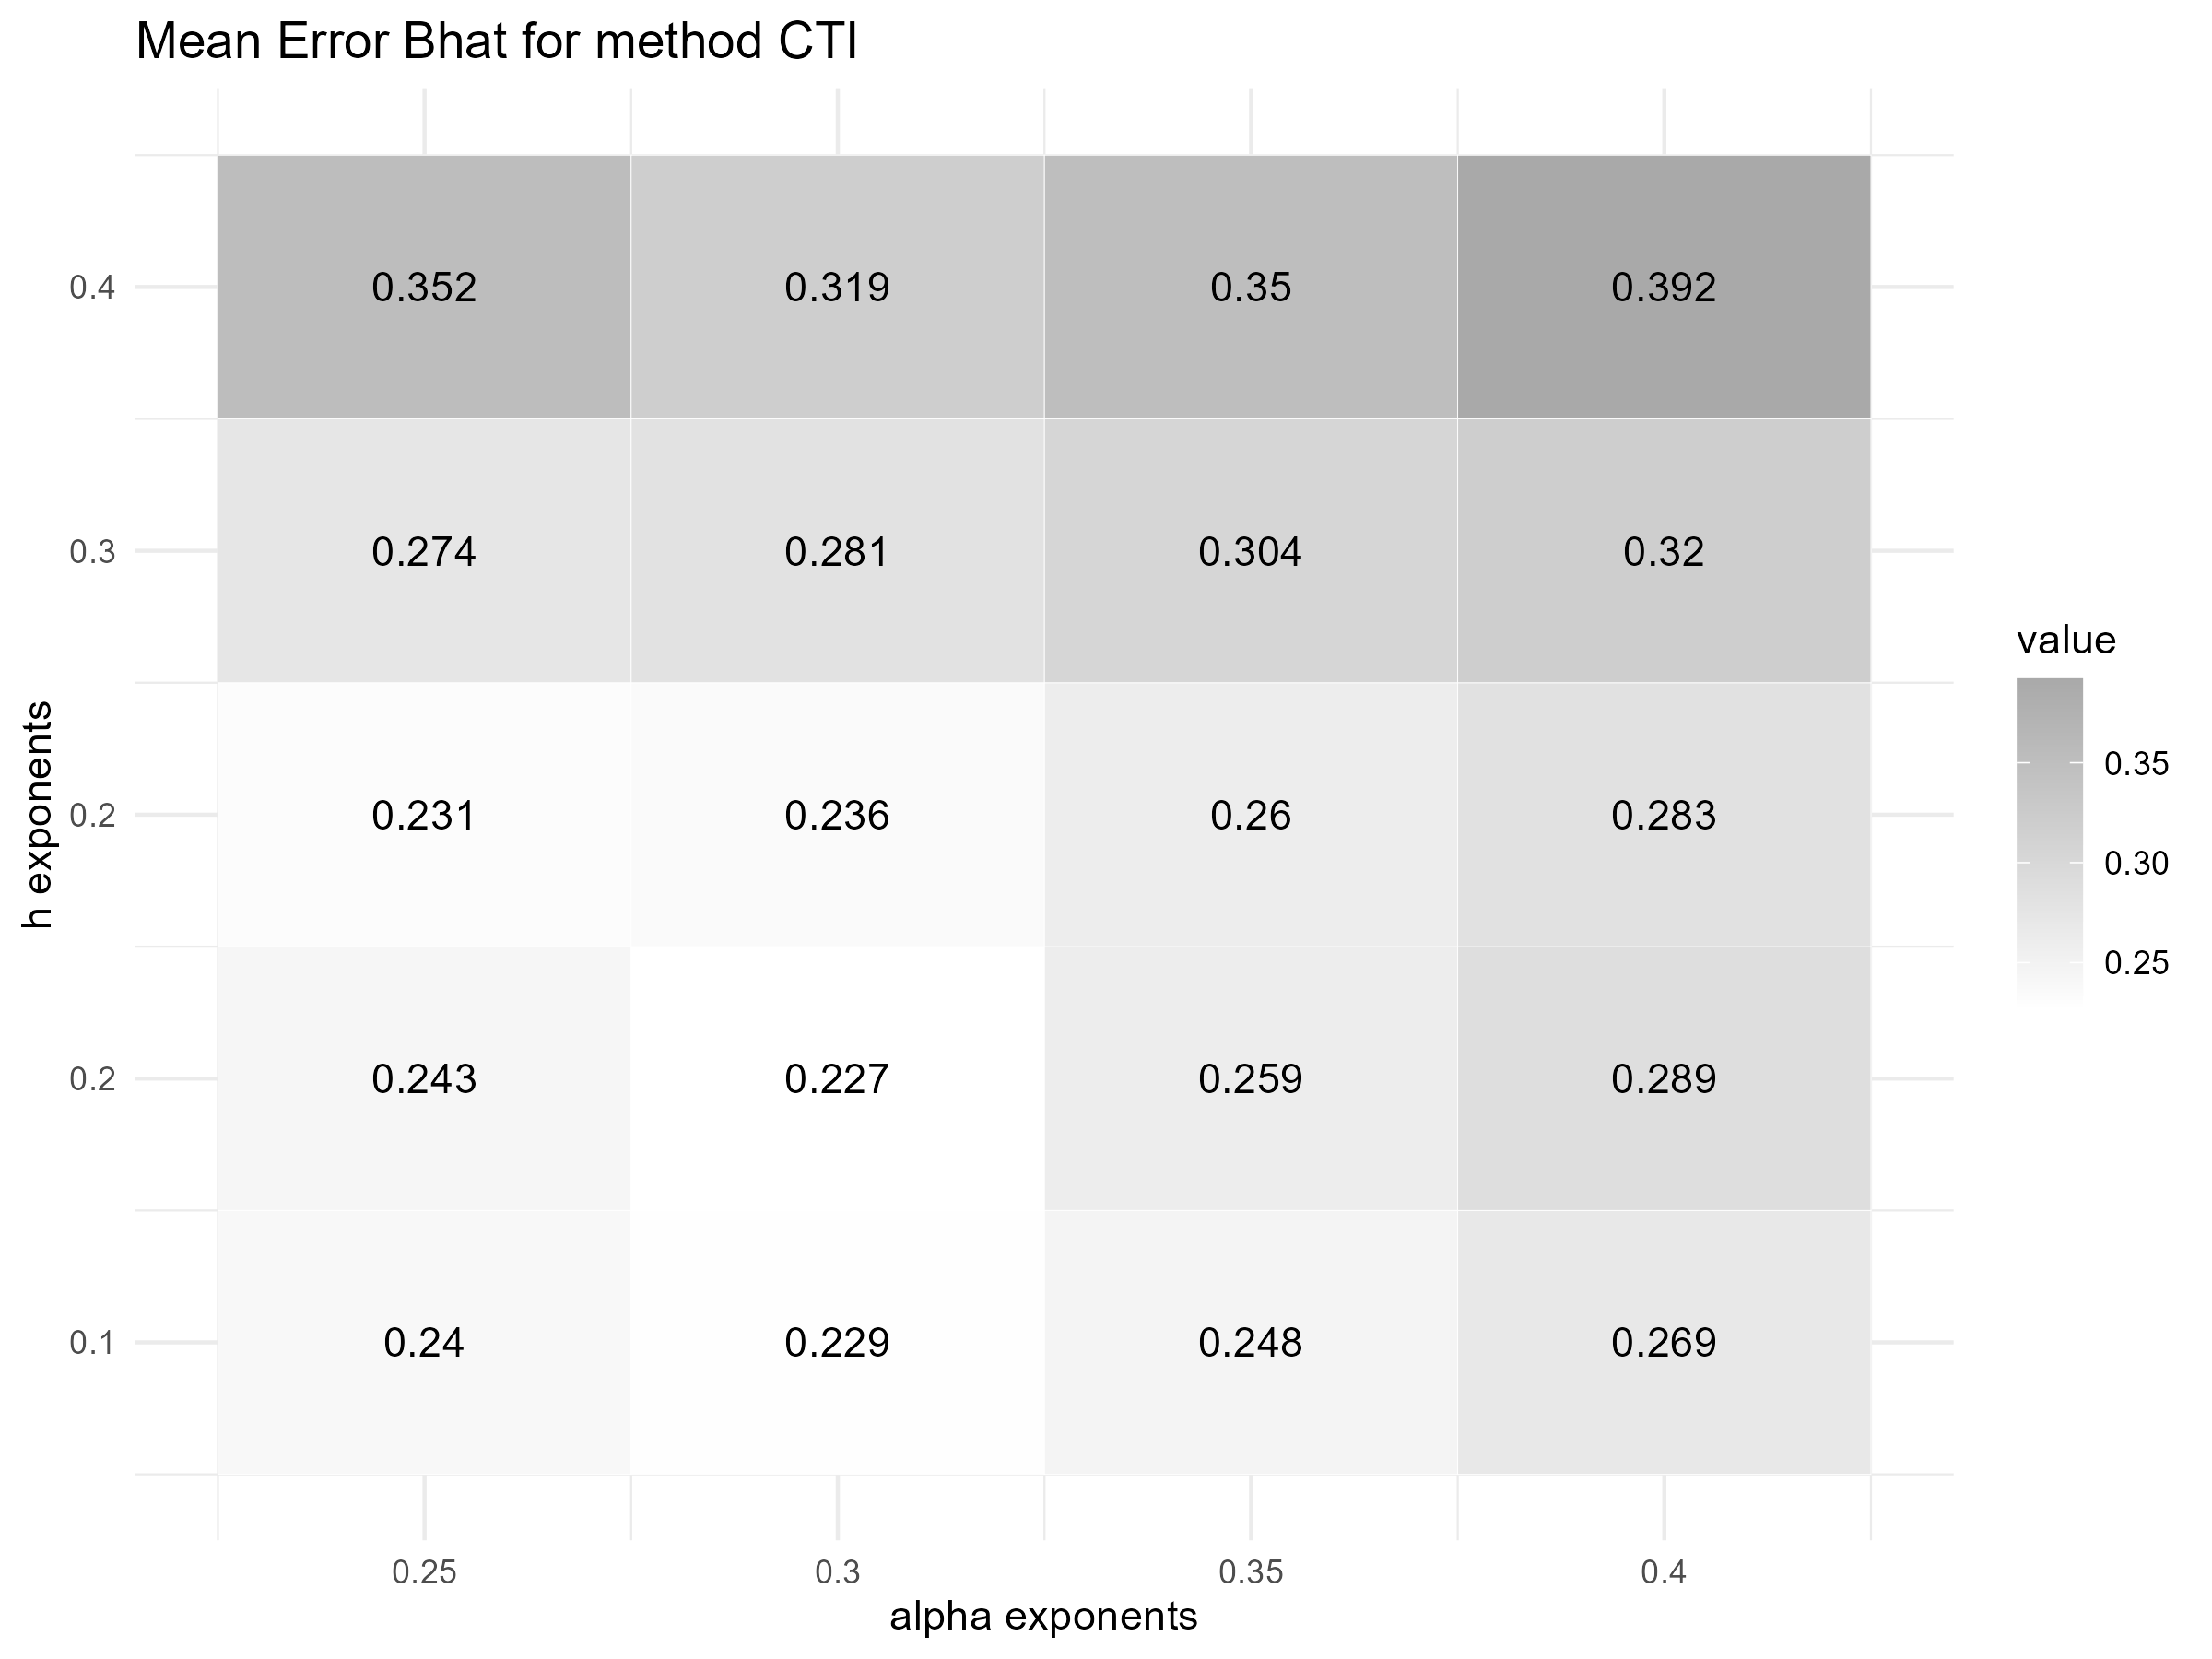 Mean Error Bhat for method CTI
0.4 0.352 0.319 0.35 0.392
0.3 0.274 0.281 0.304 0.32
0.2 0.231 0.236 0.26 0.283
0.2 0.243 0.227 0.259 0.289
0.1 0.24 0.229 0.248 0.269
0.25 0.3 0.35 0.4
alpha exponents
h exponents
value
0.35
0.30
0.25